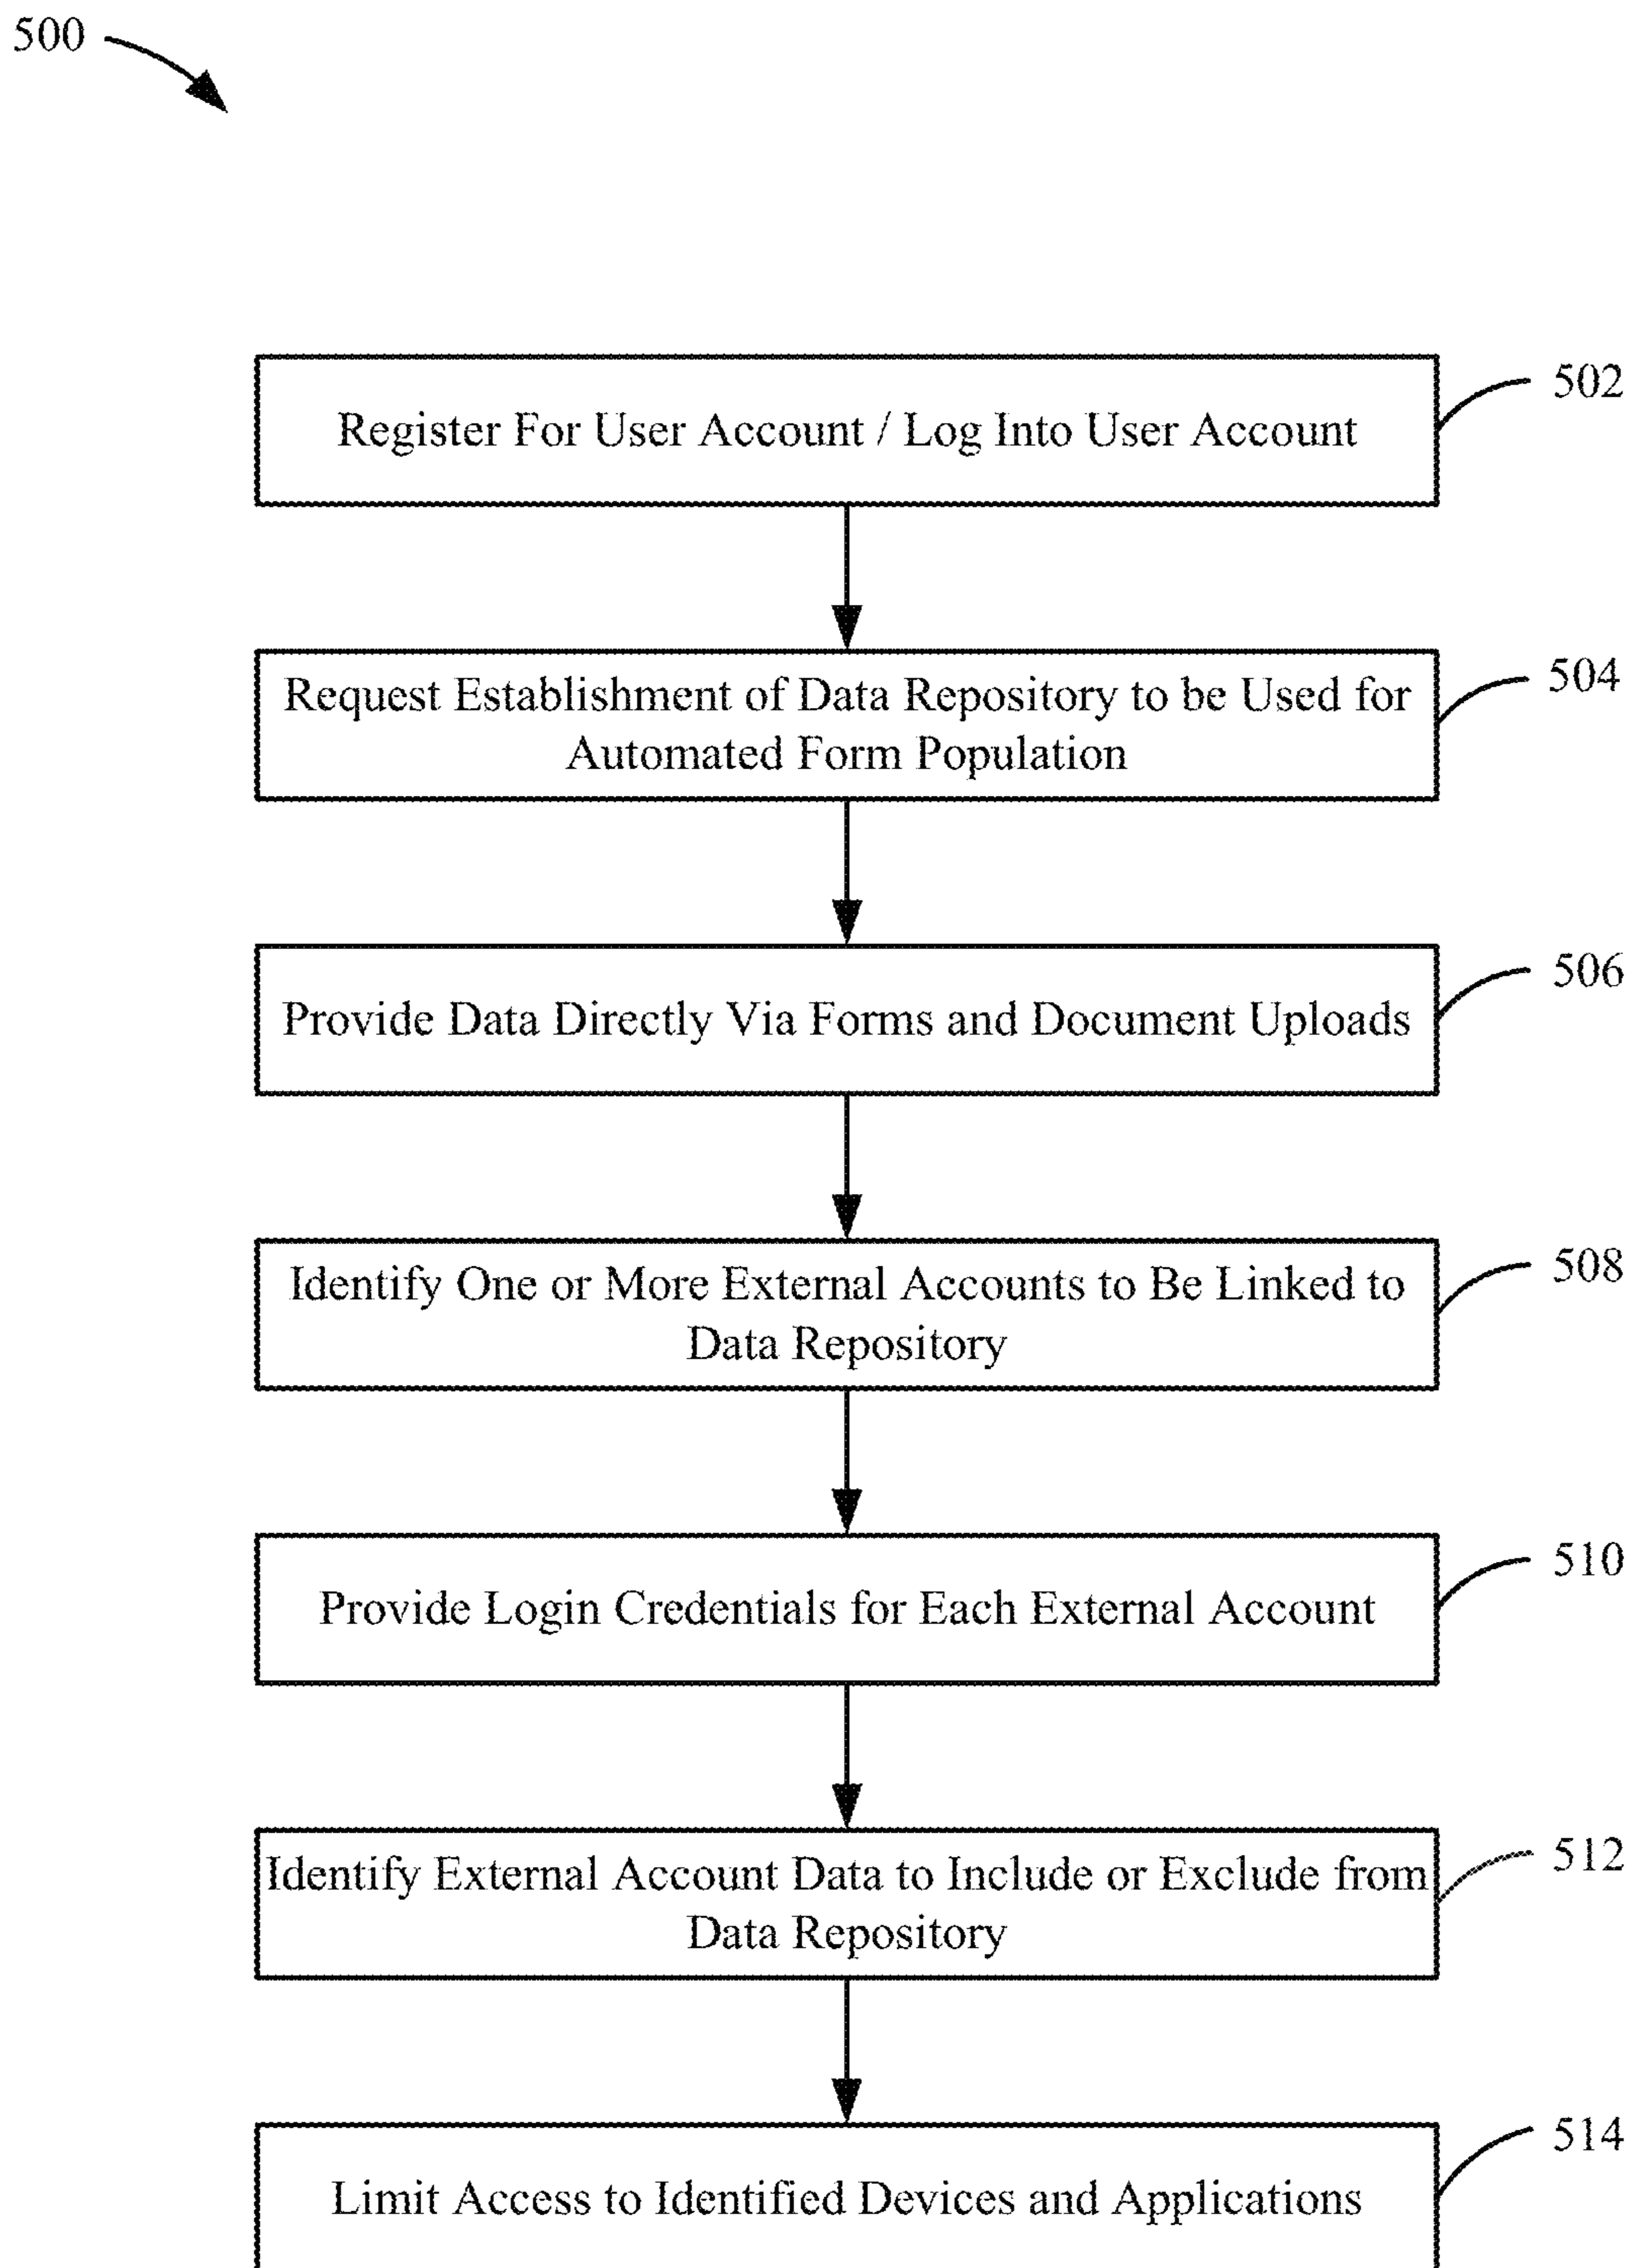 500
502
Register For User Account / Log Into User Account
504
Request Establishment of Data Repository to be Used for
Automated Form Population
506
Provide Data Directly Via Forms and Document Uploads
508
Identify One or More External Accounts to Be Linked to
Data Repository
510
Provide Login Credentials for Each External Account
512
Identify External Account Data to Include or Exclude from
Data Repository
514
Limit Access to Identified Devices and Applications